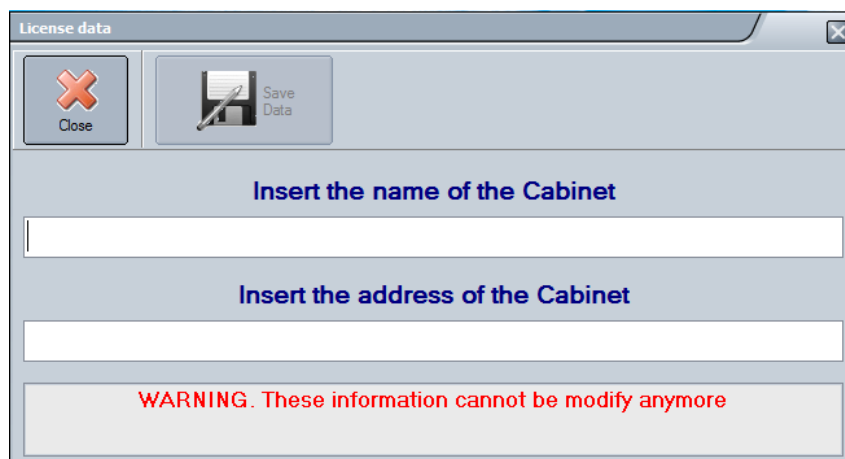 License data
Close
Save
Data
Insert the name of the Cabinet
Insert the address of the Cabinet
WARNING. These information cannot be modify anymore